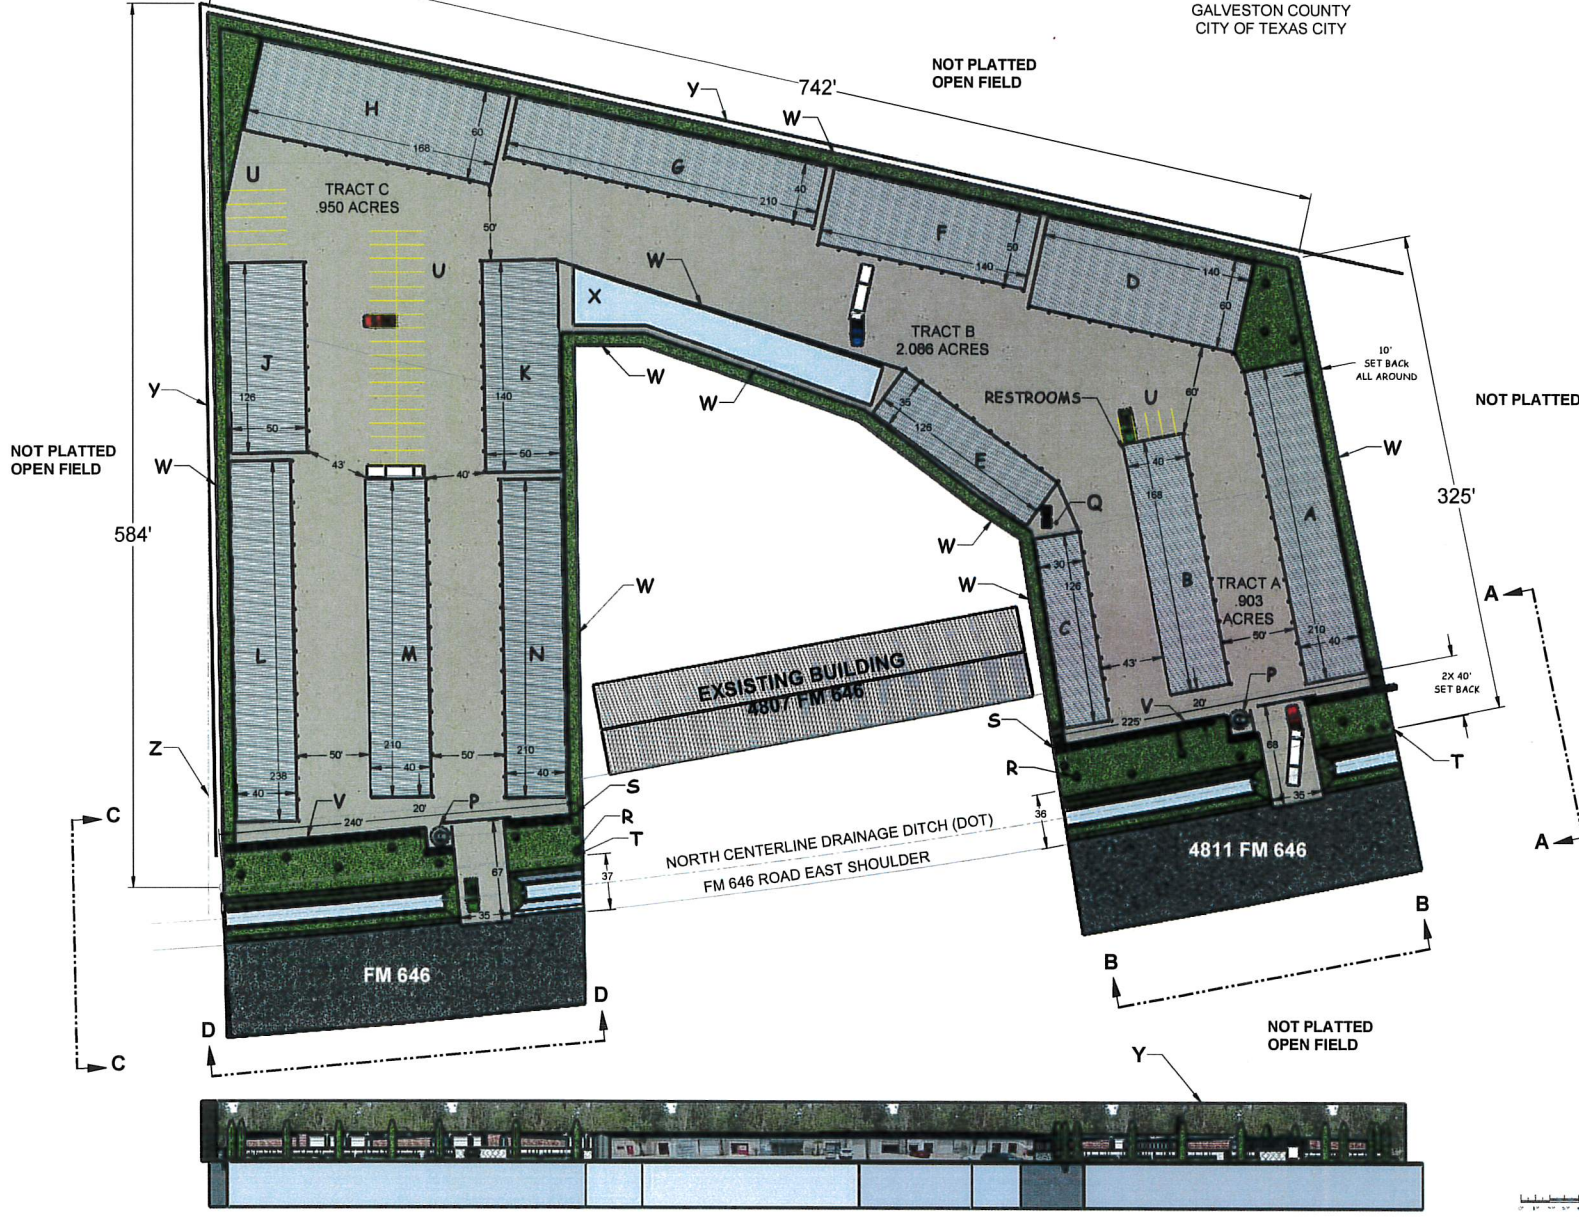 GALVESTON COUNTY
CITY OF TEXAS CITY
NOT PLATTED
OPEN FIELD
742'
Y
W
H
60
168
G
40
210
U
TRACT C
.950 ACRES
50'
F
50
140
D
140
60
U
W
X
TRACT B
2.066 ACRES
10'
SET BACK
ALL AROUND
NOT PLATTED
J
126
50
K
140
50
Y
W
W
35
126
E
RESTROOMS
U
60'
40
168
W
NOT PLATTED
OPEN FIELD
W
43'
40'
325'
584'
Q
W
A
W
W
30
126
C
B
TRACT A
.903
ACRES
A
50'
210
40
43'
L
M
N
EXSISTING BUILDING
4807 FM 646
2X 40'
SET BACK
P
V
20'
225'
S
Z
50'
210
40
50'
210
40
238
40
R
68
T
A
C
V
20'
240'
P
S
R
T
35
36
NORTH CENTERLINE DRAINAGE DITCH (DOT)
FM 646 ROAD EAST SHOULDER
4811 FM 646
67
37
35
B
FM 646
B
D
D
C
NOT PLATTED
OPEN FIELD
Y